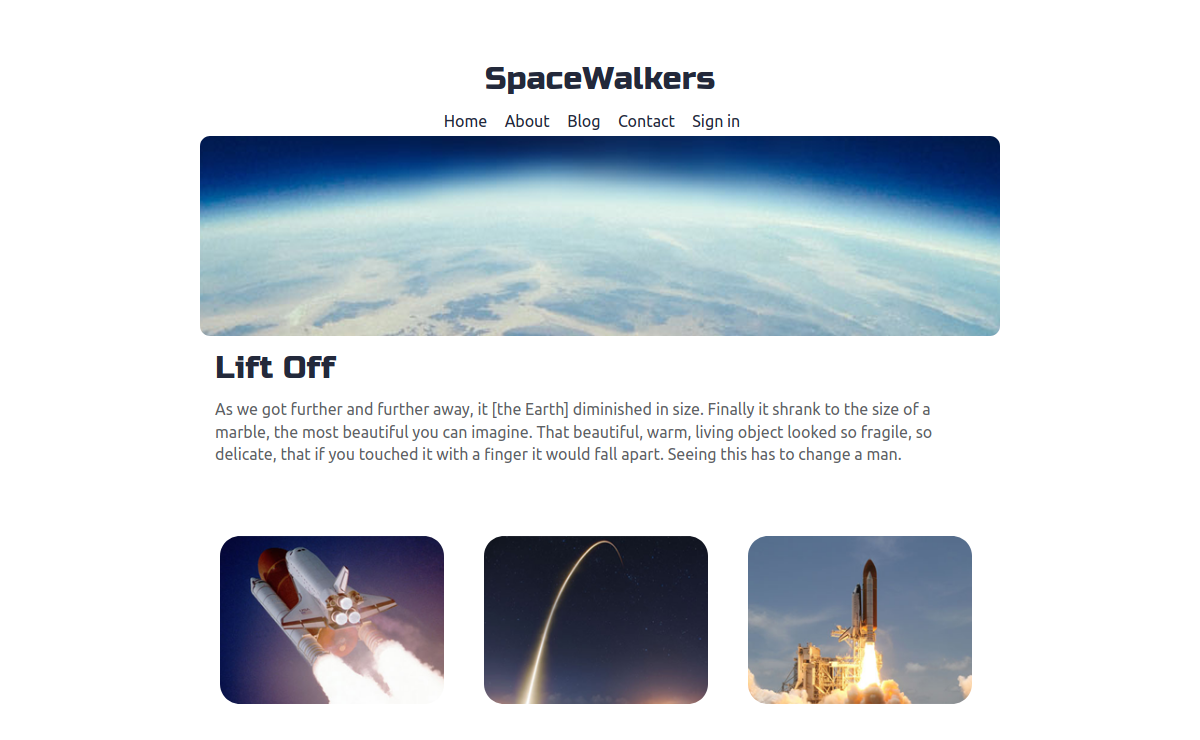 SpaceWalkers
Home About Blog Contact Sign in
Lift Off
As we got further and further away, it [the Earth] diminished in size. Finally it shrank to the size of a
marble, the most beautiful you can imagine. That beautiful, warm, living object looked so fragile, so
delicate, that if you touched it with a finger it would fall apart. Seeing this has to change a man.